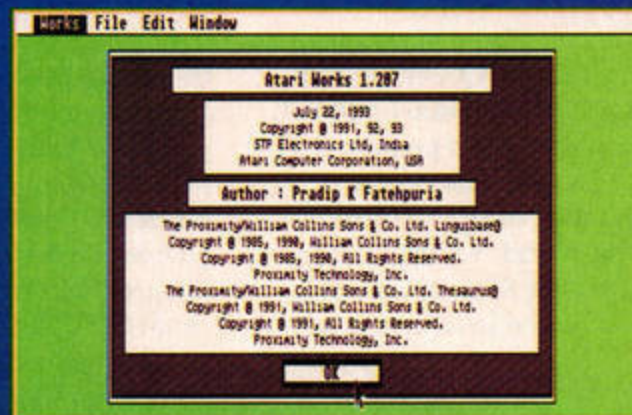 Works File Edit Window
Atari Works 1.207
July 22, 1993
Copyright @ 1991, 92, 93
STP Electronics Ltd, India
Atari Computer Corporation, USA
Author : Pradip K Fatehpuria
The Proximity/William Collins Sons & Co. Ltd. Linguibase@
Copyright @ 1985, 1990, William Collins Sons & Co. Ltd.
Copyright @ 1985, 1990, All Rights Reserved.
Proximity Technology, Inc.
The Proximity/William Collins Sons & Co. Ltd. Thesaurus@
Copyright @ 1991, William Collins Sons & Co. Ltd.
Copyright @ 1991, All Rights Reserved.
Proximity Technology, Inc.
OK